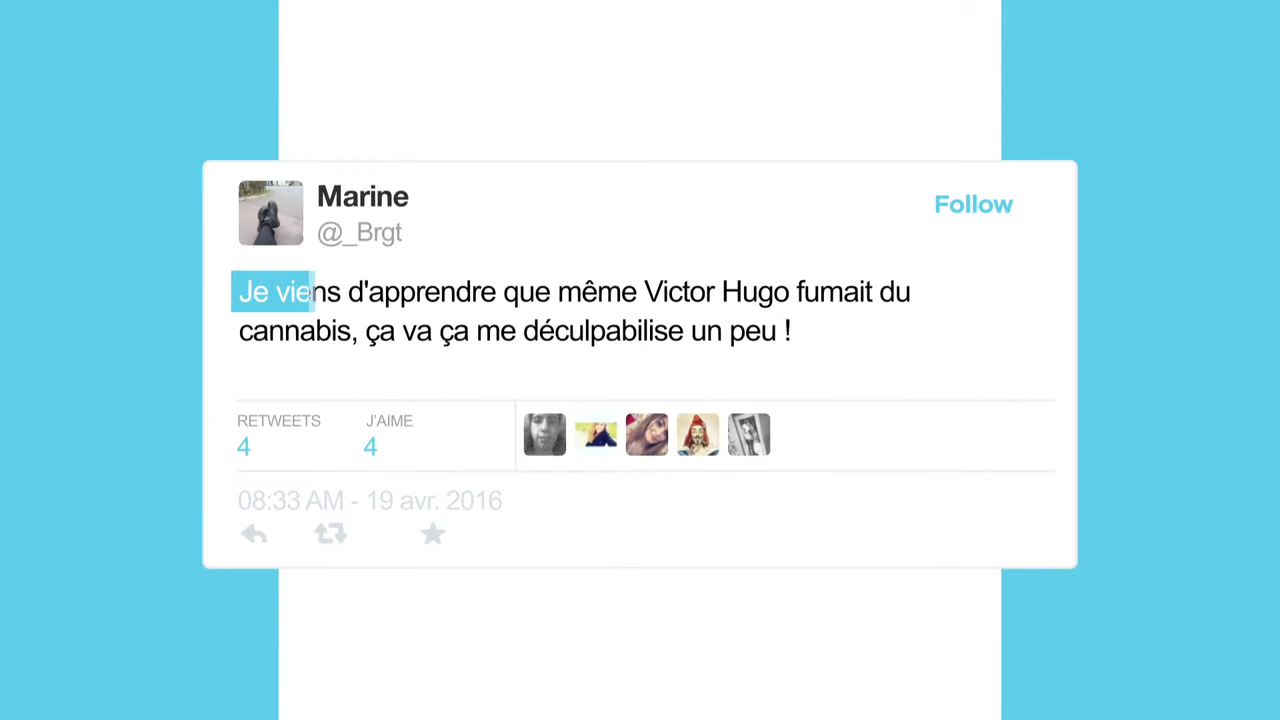 Marine
@_Brgt
Follow
Je viens d'apprendre que même Victor Hugo fumait du
cannabis, ça va ça me déculpabilise un peu !
RETWEETS
J'AIME
4
4
08:33 AM - 19 avr. 2016